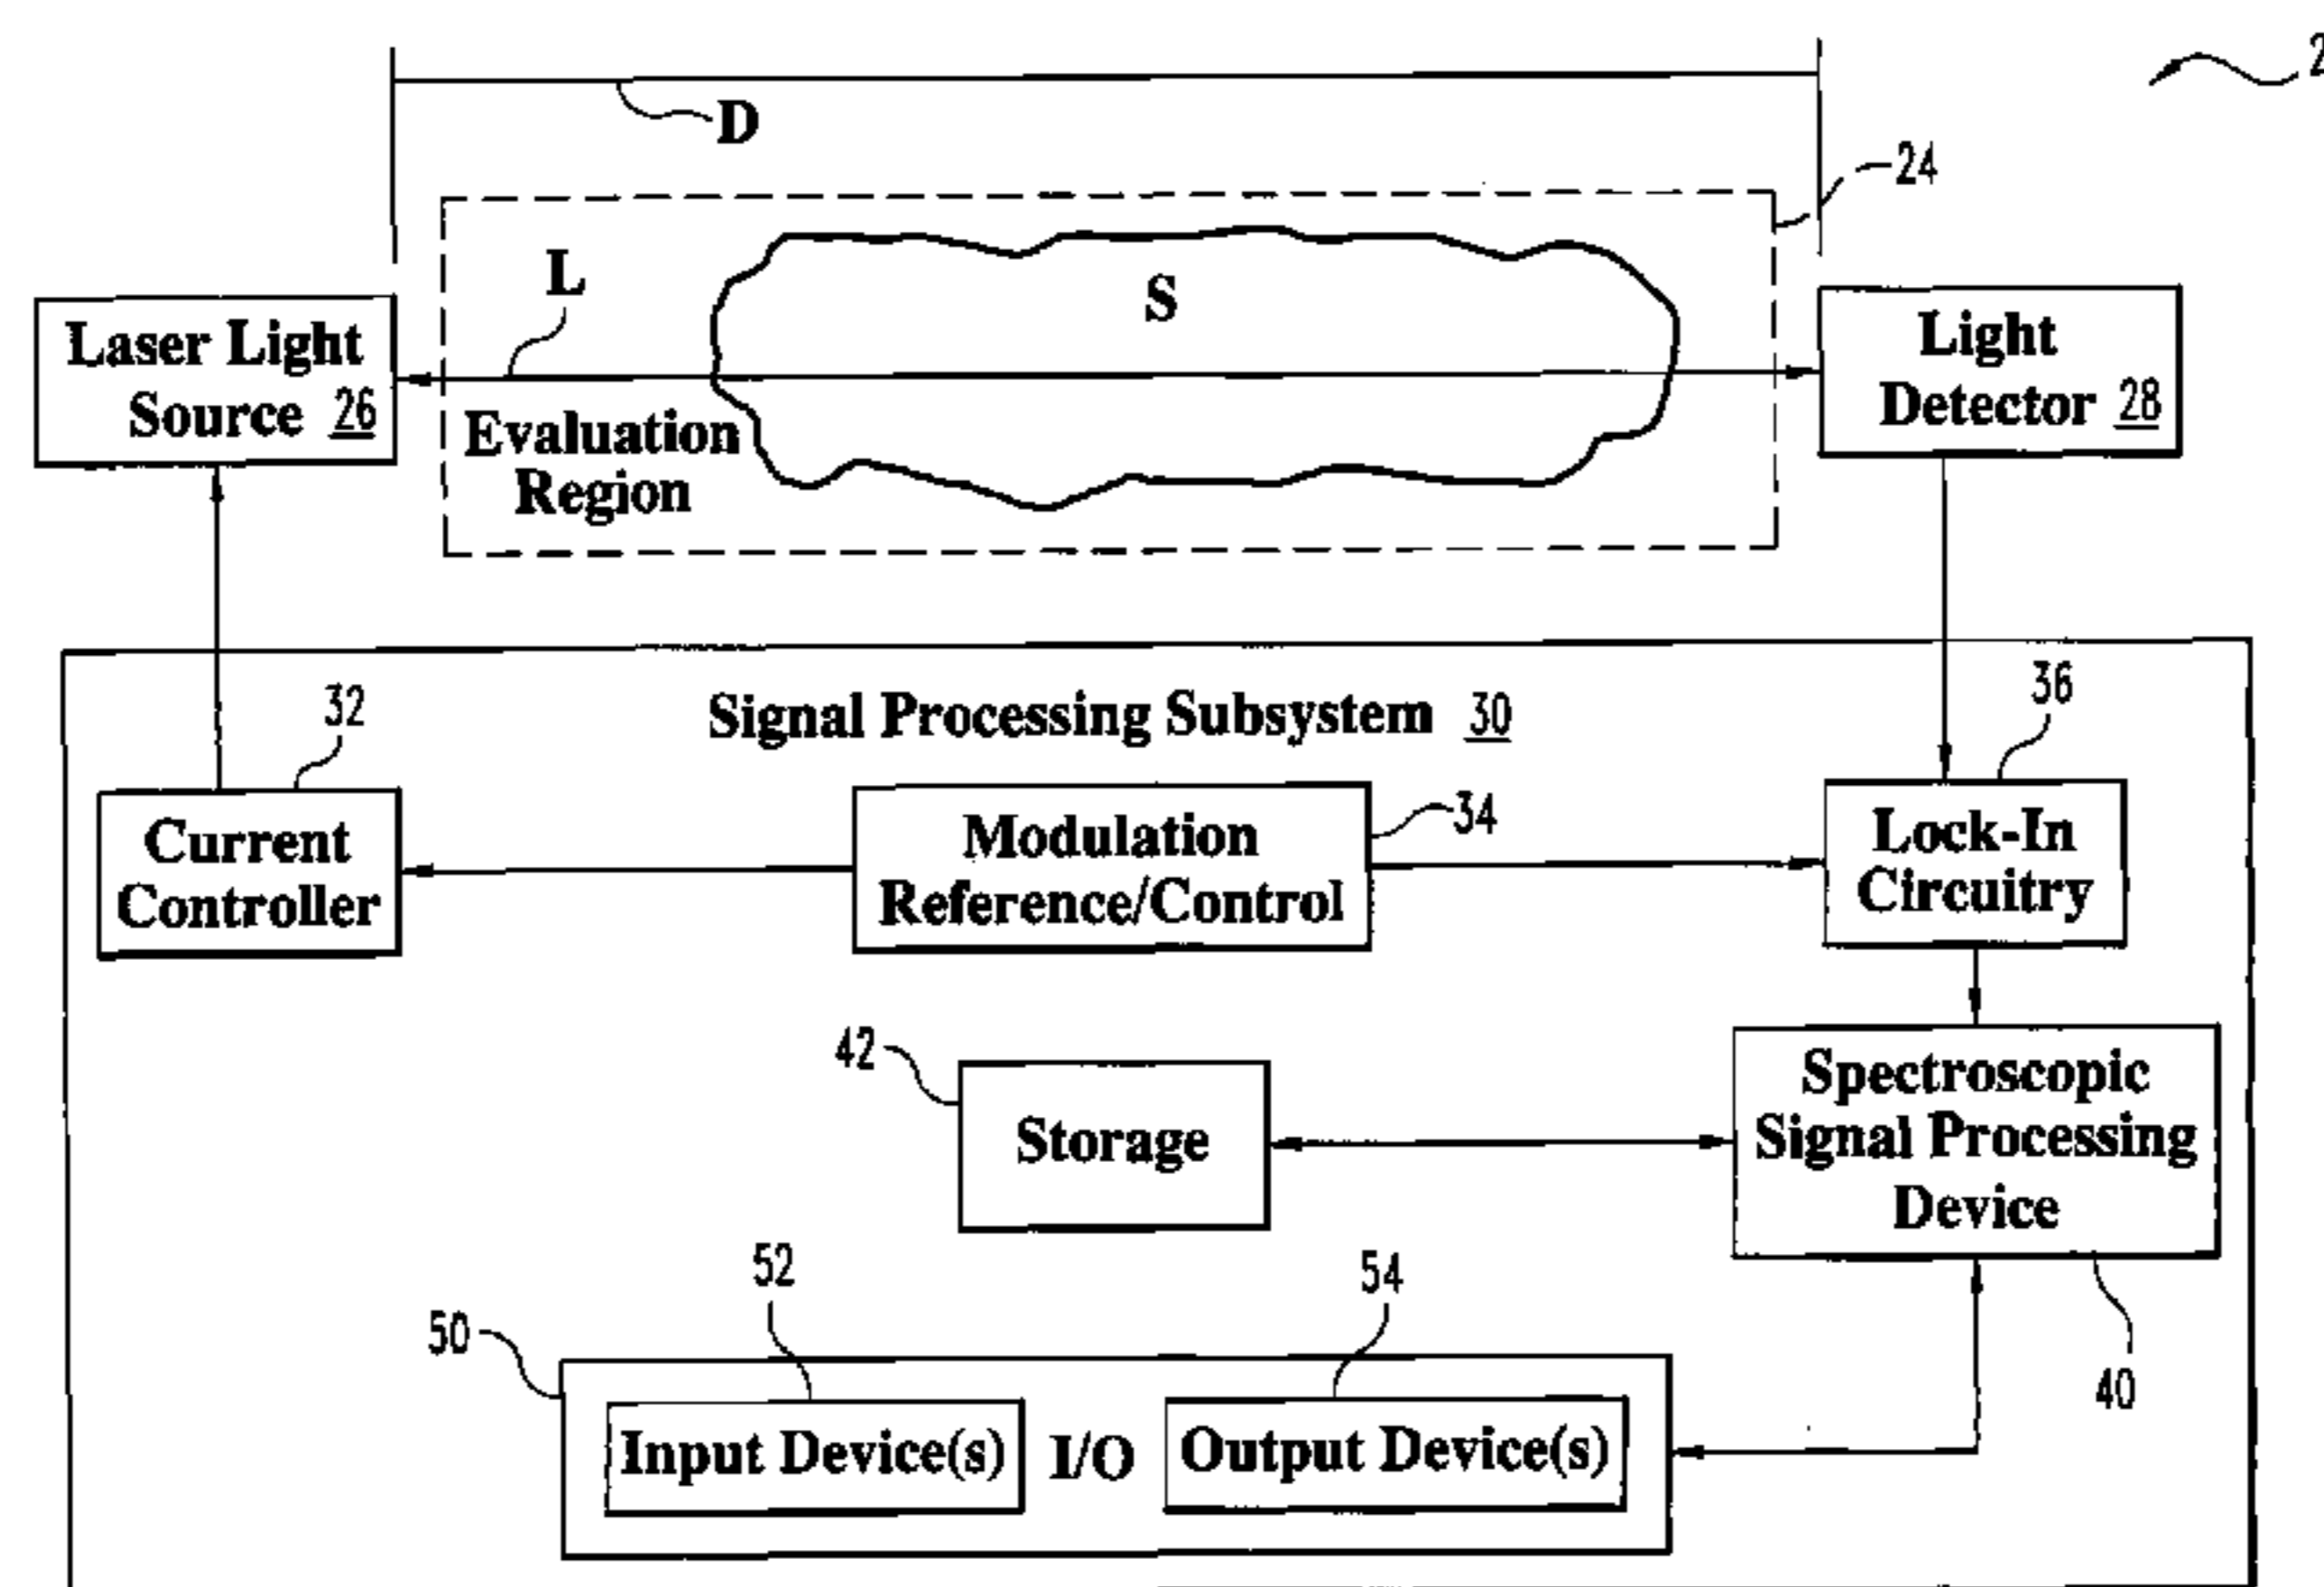 D
24
L
S
Laser Light
Source 26
Evaluation
Region
Light
Detector 28
Signal Processing Subsystem 30
32
36
Current
Controller
Modulation
Reference/Control
34
Lock-In
Circuitry
42
Storage
Spectroscopic
Signal Processing
Device
40
50
52
54
Input Device(s)
I/O
Output Device(s)